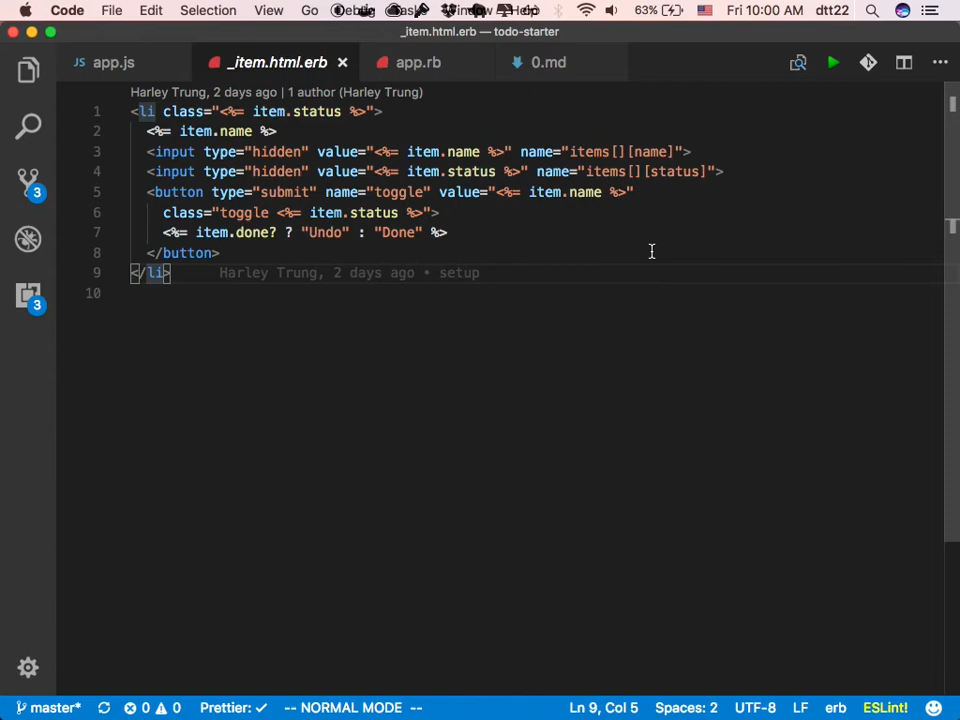 Code File Edit Selection View Go Debug Tasks Window Help 63% Fri 10:00 AM dtt22
_item.html.erb — todo-starter
JS app.js _item.html.erb app.rb 0.md
Harley Trung, 2 days ago | 1 author (Harley Trung)
1 <li class="<%= item.status %>">
2 <%= item.name %>
3 <input type="hidden" value="<%= item.name %>" name="items[][name]">
4 <input type="hidden" value="<%= item.status %>" name="items[][status]">
5 <button type="submit" name="toggle" value="<%= item.name %>"
6 class="toggle <%= item.status %>">
7 <%= item.done? ? "Undo" : "Done" %>
8 </button>
9 </li> Harley Trung, 2 days ago • setup
10
3
3
master* 0 0 Prettier: ✓ -- NORMAL MODE -- Ln 9, Col 5 Spaces: 2 UTF-8 LF erb ESLint!